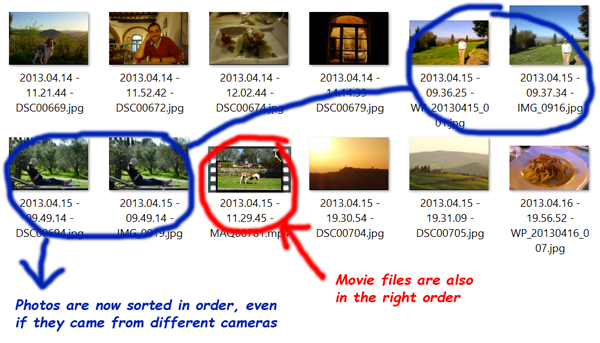 2013.04.14 -
11.21.44 -
DSC00669.jpg
2013.04.14 -
11.52.42 -
DSC00672.jpg
2013.04.14 -
12.02.44 -
DSC00674.jpg
2013.04.14 -
14.14.39 -
DSC00679.jpg
2013.04.15 -
09.36.25 -
WP_20130415_0
01.jpg
2013.04.15 -
09.37.34 -
IMG_0916.jpg
2013.04.15 -
09.49.14 -
DSC00694.jpg
2013.04.15 -
09.49.14 -
IMG_0919.jpg
2013.04.15 -
11.29.45 -
MAQ00701.mp4
2013.04.15 -
19.30.54 -
DSC00704.jpg
2013.04.15 -
19.31.09 -
DSC00705.jpg
2013.04.16 -
19.56.52 -
WP_20130416_0
07.jpg
Photos are now sorted in order, even
if they came from different cameras
Movie files are also
in the right order